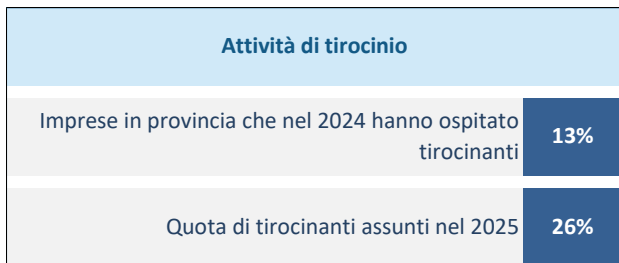 Attività di tirocinio
Imprese in provincia che nel 2024 hanno ospitato
tirocinanti
13%
Quota di tirocinanti assunti nel 2025
26%